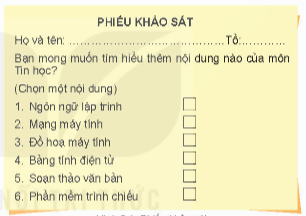 PHIẾU KHẢO SÁT
Họ và tên: ........................................Tổ:............
Bạn mong muốn tìm hiểu thêm nội dung nào của môn
Tin học?
(Chọn một nội dung)
1. Ngôn ngữ lập trình
2. Mạng máy tính
3. Đồ hoạ máy tính
4. Bảng tính điện tử
5. Soạn thảo văn bản
6. Phần mềm trình chiếu